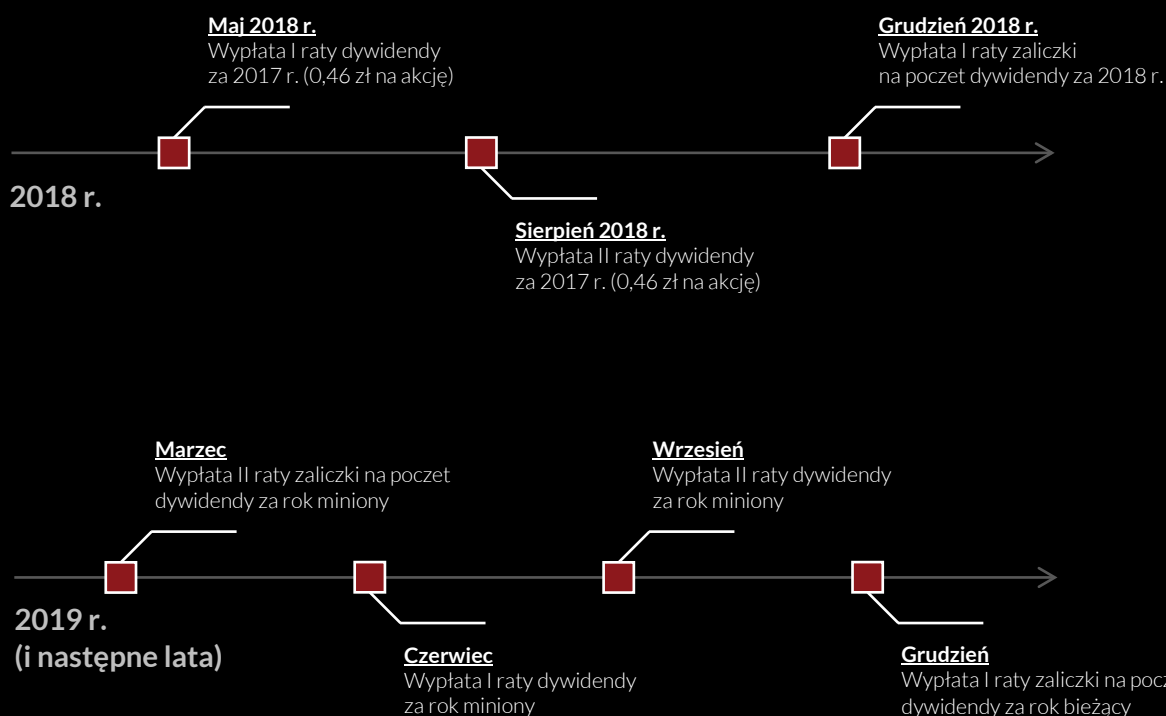 Maj 2018 r.
Wypłata I raty dywidendy
za 2017 r. (0,46 zł na akcję)
Grudzień 2018 r.
Wypłata I raty zaliczki
na poczet dywidendy za 2018 r.
2018 r.
Sierpień 2018 r.
Wypłata II raty dywidendy
za 2017 r. (0,46 zł na akcję)
Marzec
Wypłata II raty zaliczki na poczet
dywidendy za rok miniony
Wrzesień
Wypłata II raty dywidendy
za rok miniony
2019 r.
(i następne lata)
Czerwiec
Wypłata I raty dywidendy
za rok miniony
Grudzień
Wypłata I raty zaliczki na
dywidendy za rok bieżący